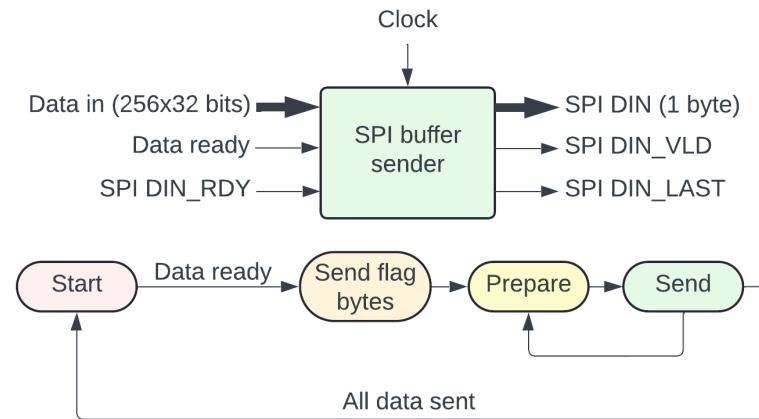 Clock
Data in (256x32 bits)
SPI buffer
sender
SPI DIN (1 byte)
Data ready
SPI DIN_VLD
SPI DIN_RDY
SPI DIN_LAST
Start
Data ready
Send flag
bytes
Prepare
Send
All data sent